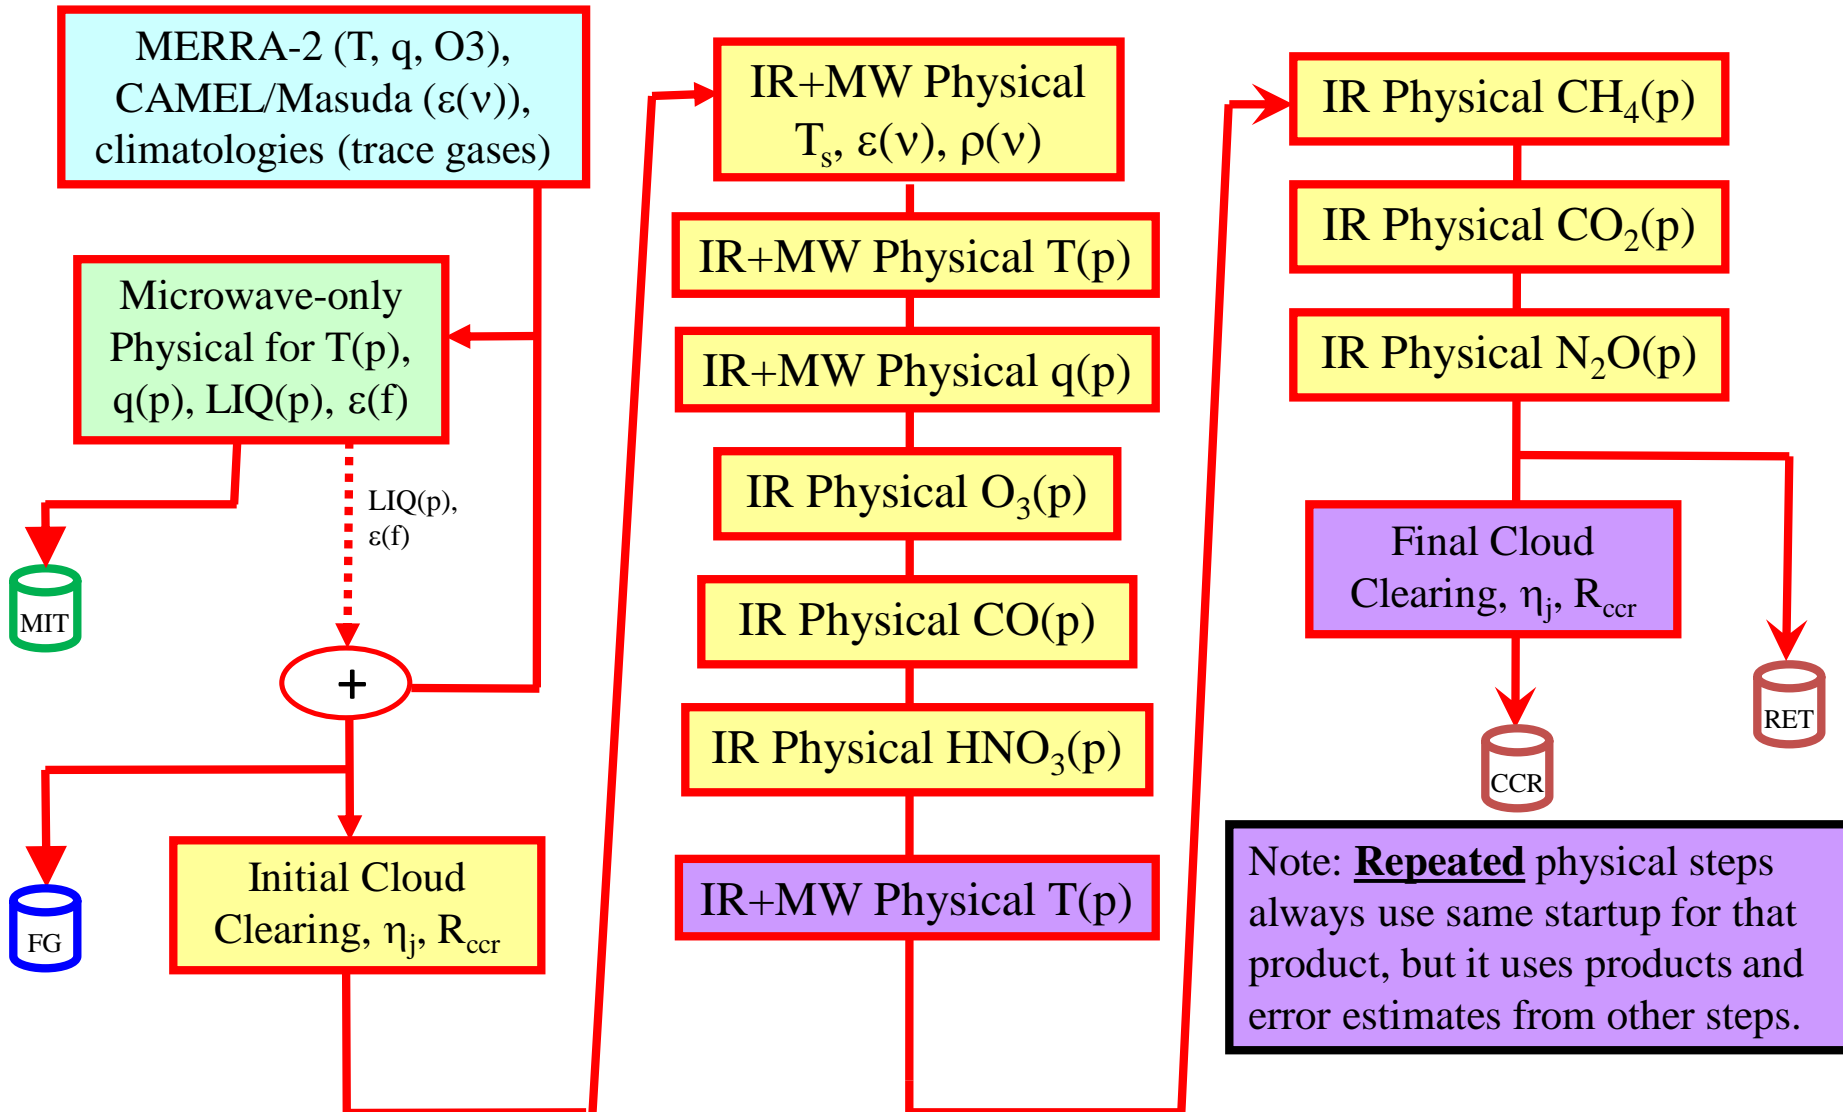 MERRA-2 (T, q, O3),
CAMEL/Masuda (ε(ν)),
climatologies (trace gases)
Microwave-only
Physical for T(p),
q(p), LIQ(p), ε(f)
LIQ(p),
ε(f)
MIT
+
FG
Initial Cloud
Clearing, ηj, Rccr
IR+MW Physical
Ts, ε(ν), ρ(ν)
IR+MW Physical T(p)
IR+MW Physical q(p)
IR Physical O3(p)
IR Physical CO(p)
IR Physical HNO3(p)
IR+MW Physical T(p)
IR Physical CH4(p)
IR Physical CO2(p)
IR Physical N2O(p)
Final Cloud
Clearing, ηj, Rccr
RET
CCR
Note: Repeated physical steps
always use same startup for that
product, but it uses products and
error estimates from other steps.